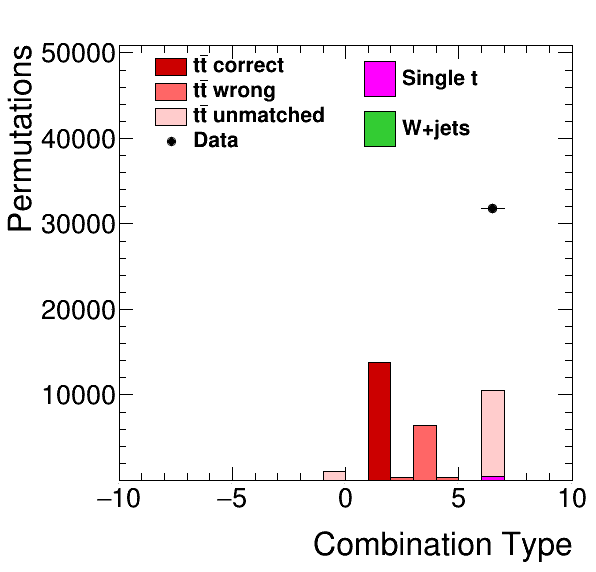 50000
40000
30000
20000
10000
Permutations
tt̄ correct
tt̄ wrong
tt̄ unmatched
Data
Single t
W+jets
−10 −5 0 5 10
Combination Type